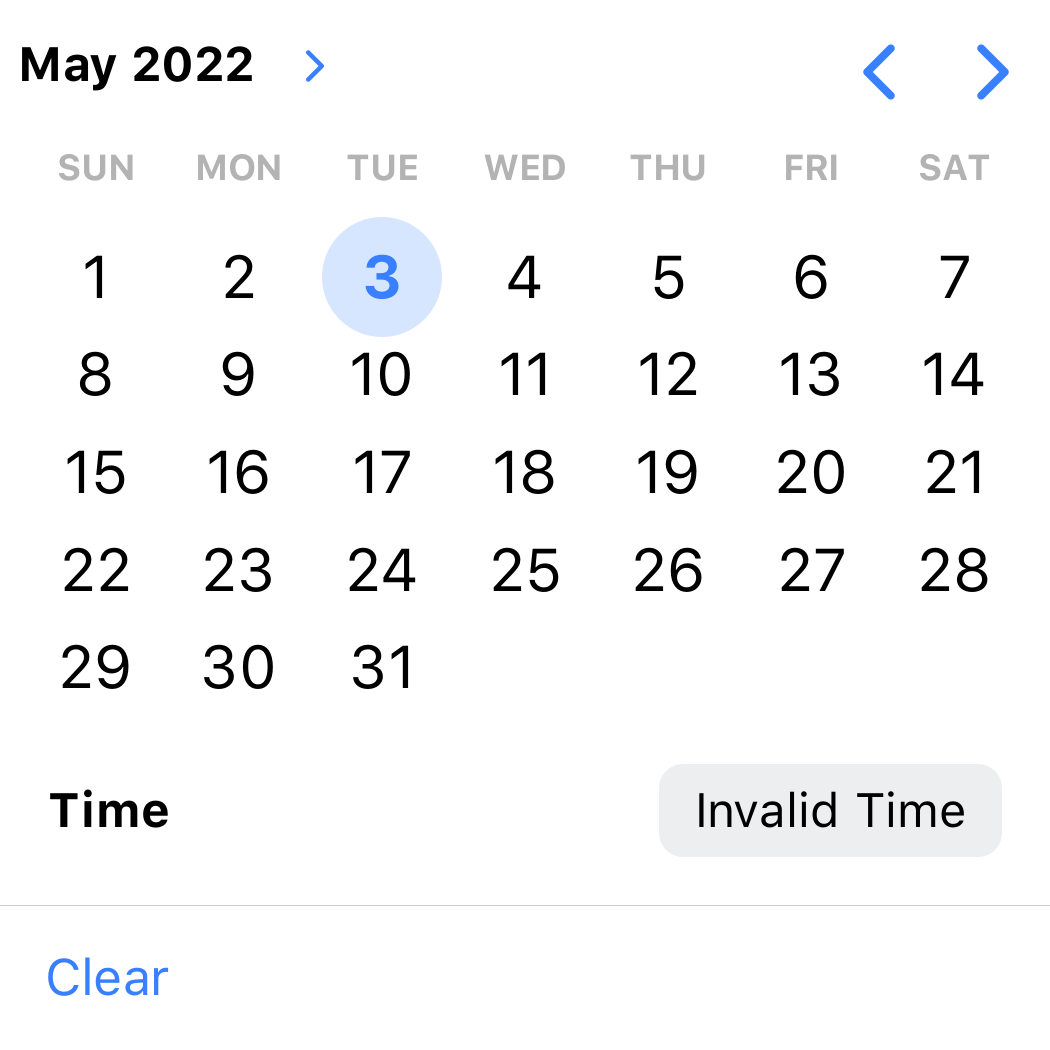 May 2022
SUN MON TUE WED THU FRI SAT
1 2 3 4 5 6 7
8 9 10 11 12 13 14
15 16 17 18 19 20 21
22 23 24 25 26 27 28
29 30 31
Time Invalid Time
Clear